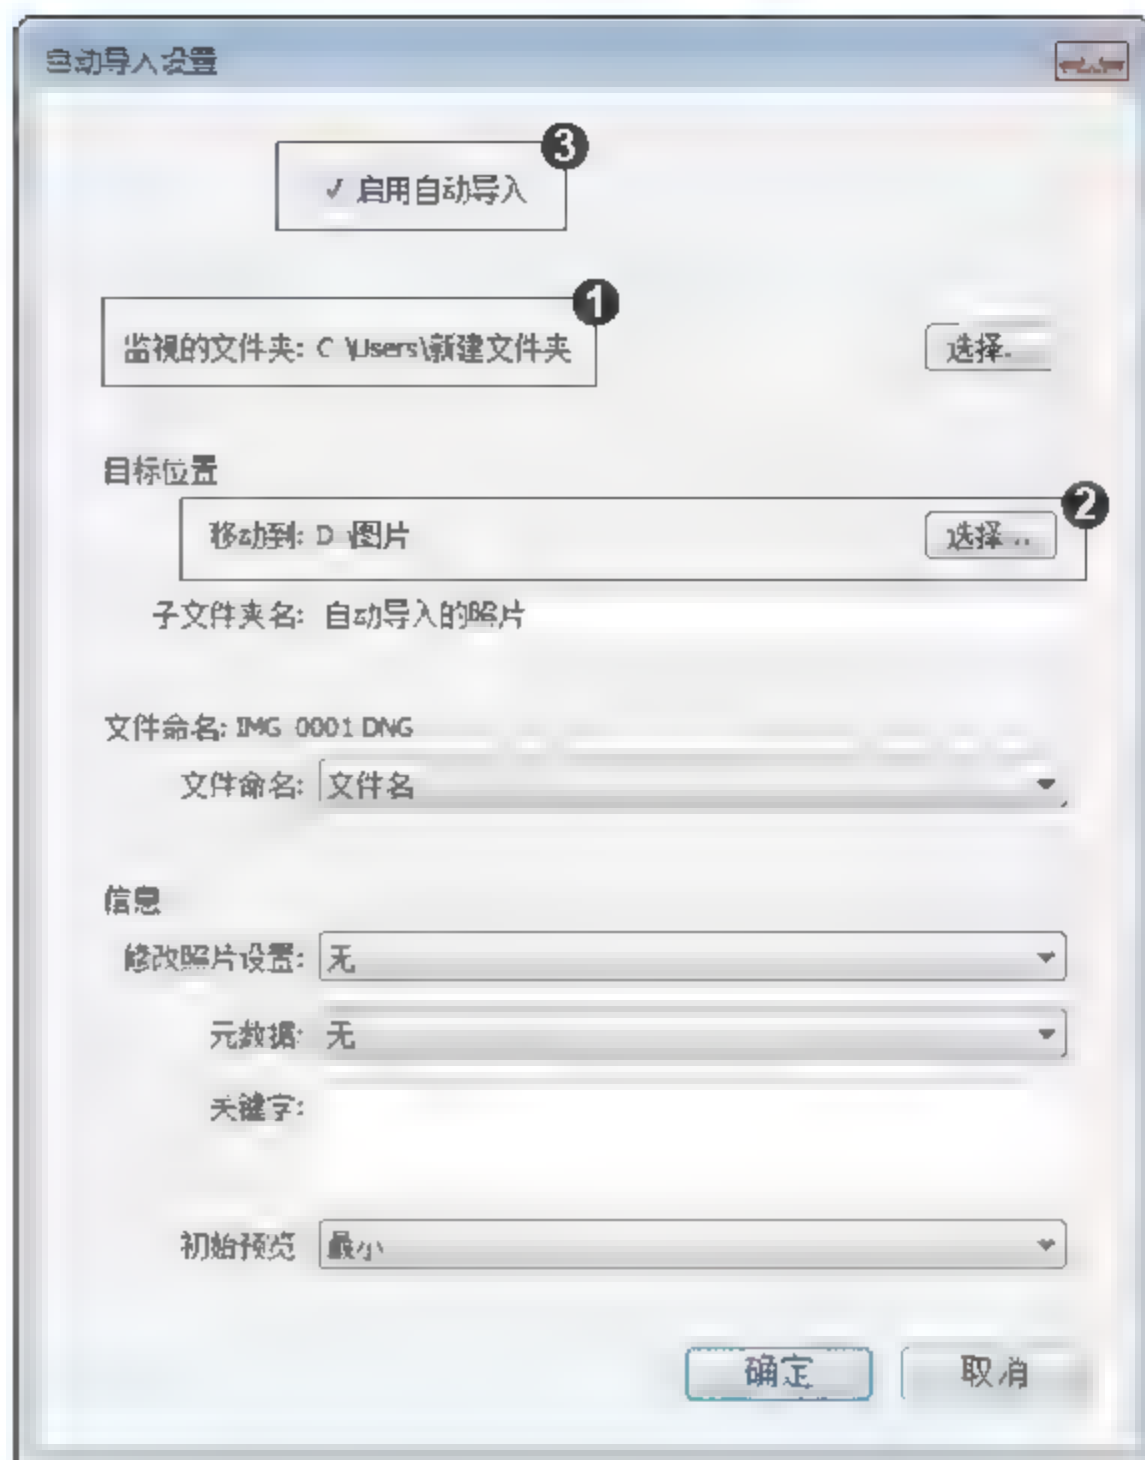 自动导入设置
3
✓ 启用自动导入
1
监视的文件夹: C \Users\新建文件夹
选择.
目标位置
2
移动到: D \图片
选择 ..
子文件夹名: 自动导入的照片
文件命名: IMG 0001 DNG
文件命名: 文件名
信息
修改照片设置: 无
元数据: 无
关键字:
初始预览 最小
确定
取消